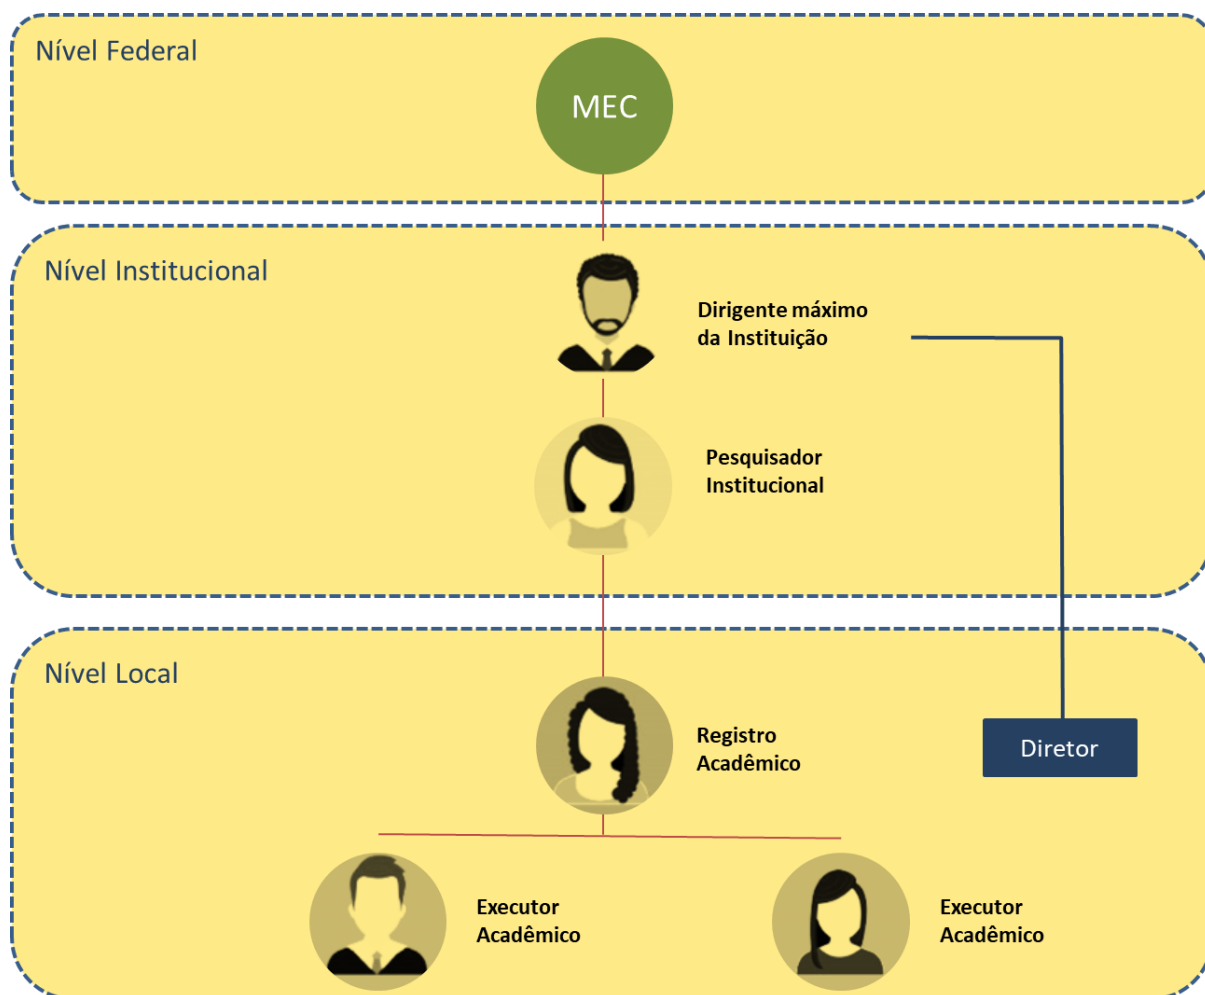 Nível Federal
MEC
Nível Institucional
Dirigente máximo
da Instituição
Pesquisador
Institucional
Nível Local
Registro
Acadêmico
Diretor
Executor
Acadêmico
Executor
Acadêmico